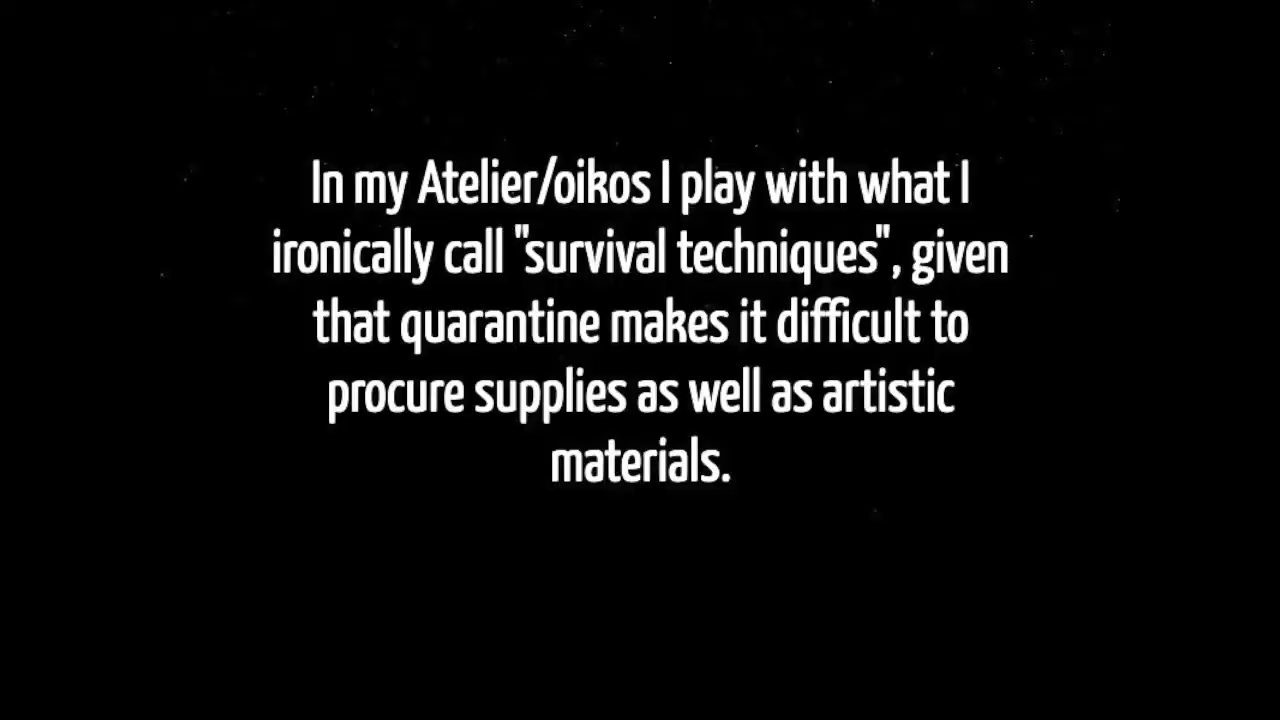 In my Atelier/oikos I play with what I
ironically call "survival techniques", given
that quarantine makes it difficult to
procure supplies as well as artistic
materials.